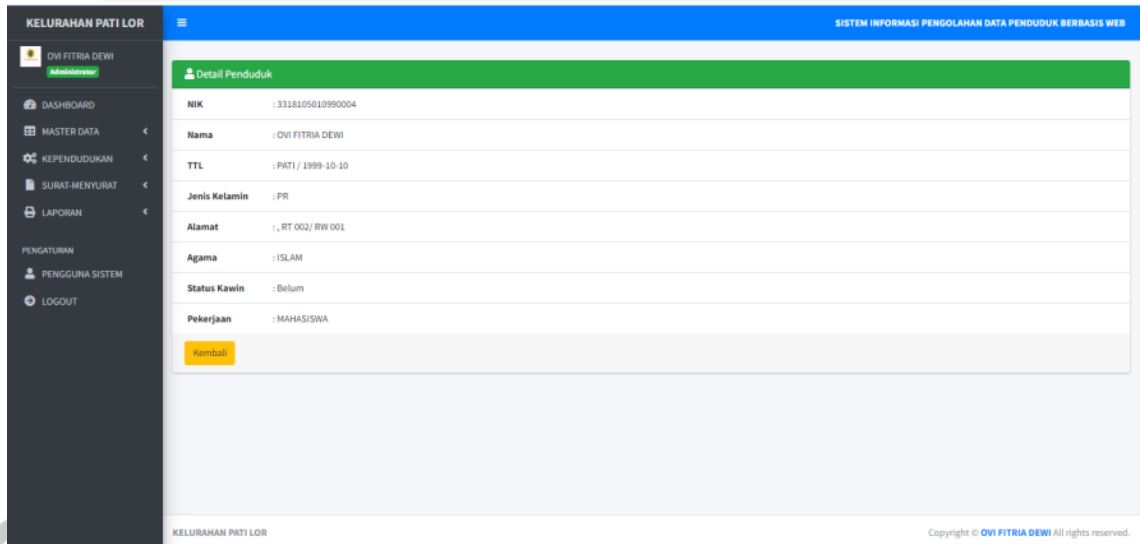 KELURAHAN PATI LOR
SISTEM INFORMASI PENGOLAHAN DATA PENDUDUK BERBASIS WEB
OVI FITRIA DEWI
Administrator
DASHBOARD
MASTER DATA
KEPENDUDUKAN
SURAT-MENYURAT
LAPORAN
PENGATURAN
PENGGUNA SISTEM
LOGOUT
Detail Penduduk
NIK : 3318105010990004
Nama : OVI FITRIA DEWI
TTL : PATI / 1999-10-10
Jenis Kelamin : PR
Alamat : , RT 002/ RW 001
Agama : ISLAM
Status Kawin : Belum
Pekerjaan : MAHASISWA
Kembali
KELURAHAN PATI LOR
Copyright © OVI FITRIA DEWI All rights reserved.